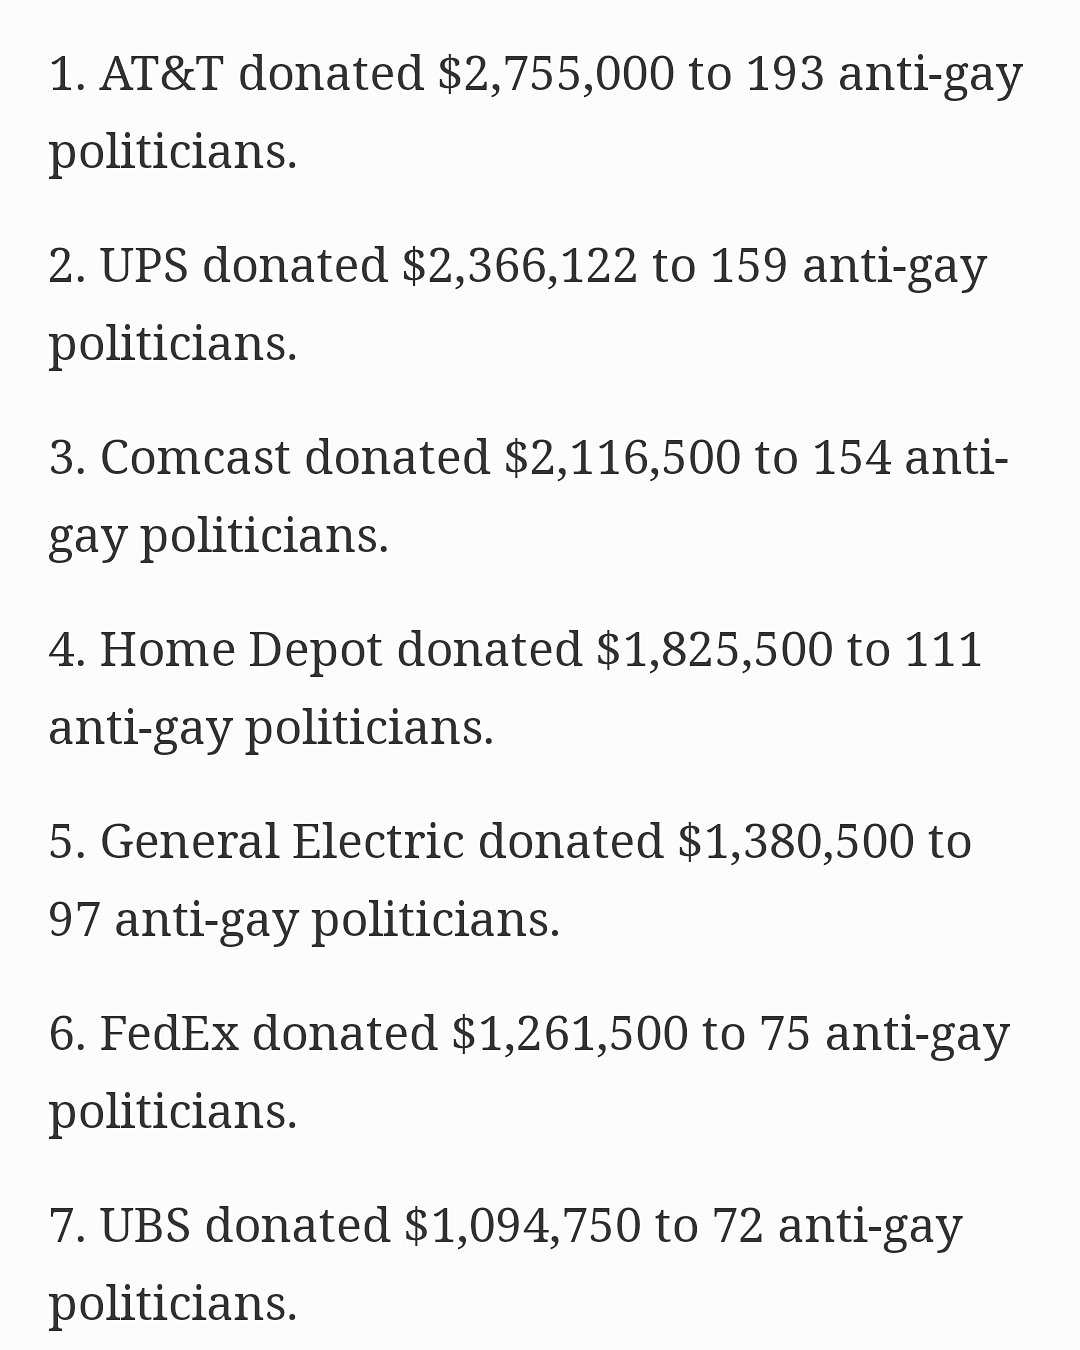 1. AT&T donated $2,755,000 to 193 anti-gay
politicians.
2. UPS donated $2,366,122 to 159 anti-gay
politicians.
3. Comcast donated $2,116,500 to 154 anti-
gay politicians.
4. Home Depot donated $1,825,500 to 111
anti-gay politicians.
5. General Electric donated $1,380,500 to
97 anti-gay politicians.
6. FedEx donated $1,261,500 to 75 anti-gay
politicians.
7. UBS donated $1,094,750 to 72 anti-gay
politicians.